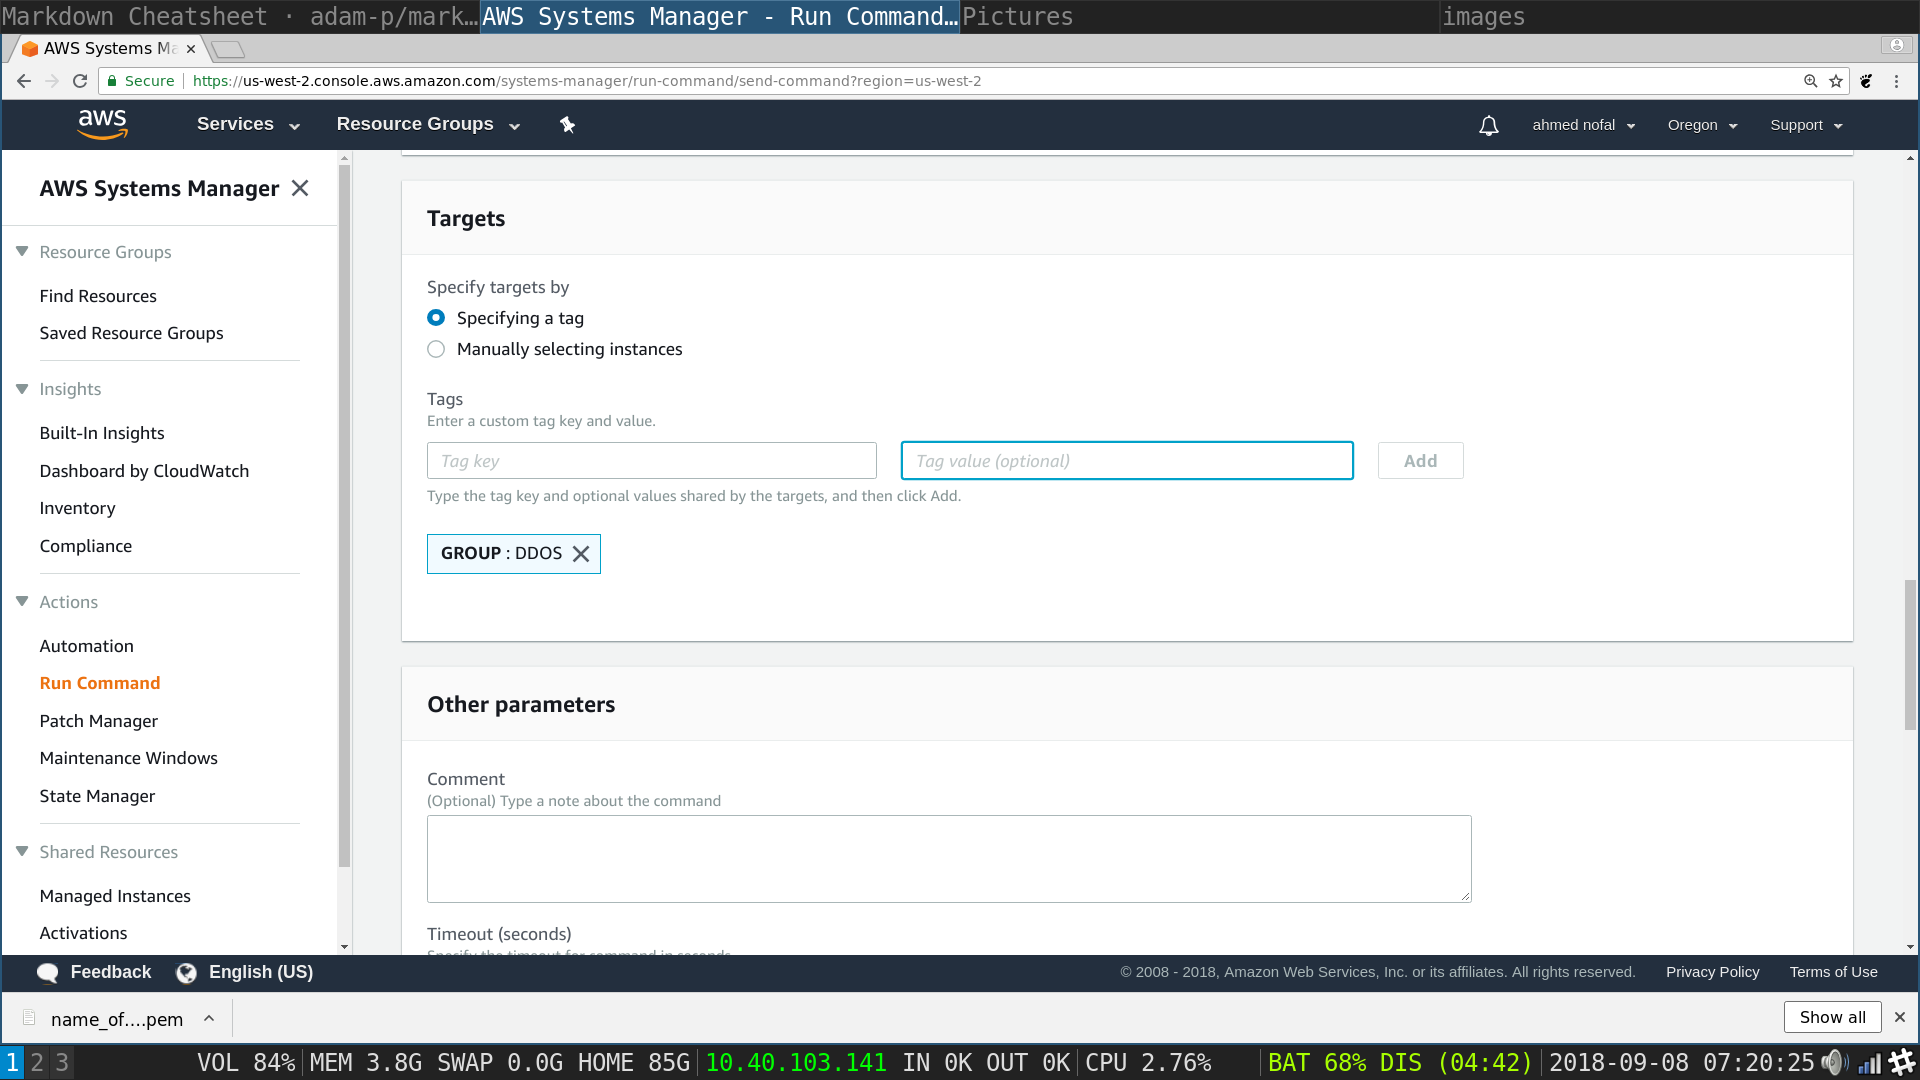 Markdown Cheatsheet · adam-p/mark… AWS Systems Manager - Run Command… Pictures images
AWS Systems Ma
Secure https://us-west-2.console.aws.amazon.com/systems-manager/run-command/send-command?region=us-west-2
aws Services Resource Groups ahmed nofal Oregon Support
AWS Systems Manager
Resource Groups
Find Resources
Saved Resource Groups
Insights
Built-In Insights
Dashboard by CloudWatch
Inventory
Compliance
Actions
Automation
Run Command
Patch Manager
Maintenance Windows
State Manager
Shared Resources
Managed Instances
Activations
Targets
Specify targets by
Specifying a tag
Manually selecting instances
Tags
Enter a custom tag key and value.
Tag key Tag value (optional) Add
Type the tag key and optional values shared by the targets, and then click Add.
GROUP : DDOS
Other parameters
Comment
(Optional) Type a note about the command
Timeout (seconds)
Specify the timeout for command in seconds
Feedback English (US) © 2008 - 2018, Amazon Web Services, Inc. or its affiliates. All rights reserved. Privacy Policy Terms of Use
name_of....pem Show all
1 2 3 VOL 84% MEM 3.8G SWAP 0.0G HOME 85G 10.40.103.141 IN 0K OUT 0K CPU 2.76% BAT 68% DIS (04:42) 2018-09-08 07:20:25